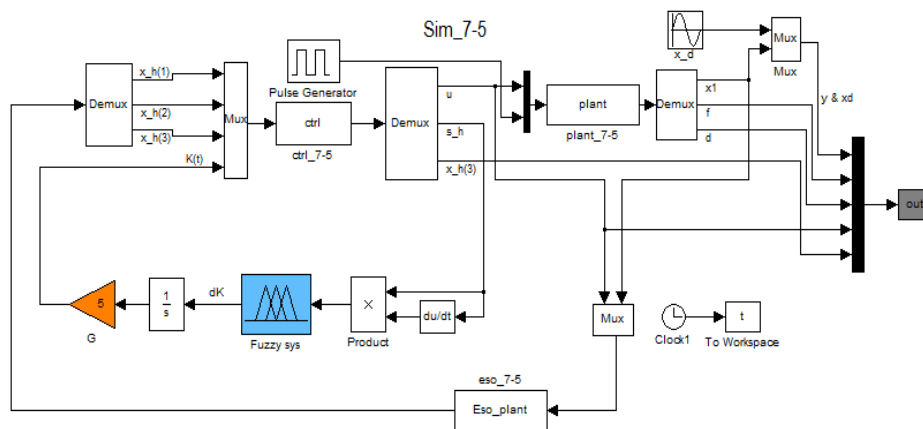 Sim_7-5
x_d
Mux
Mux
x_h(1)
Demux
x_h(2)
x_h(3)
Mux
K(t)
Pulse Generator
ctrl
ctrl_7-5
Demux
u
s_h
x_h(3)
plant
plant_7-5
Demux
x1
f
d
y & xd
out
5
G
1
s
dK
Fuzzy sys
×
Product
du/dt
Mux
Clock1
t
To Workspace
eso_7-5
Eso_plant